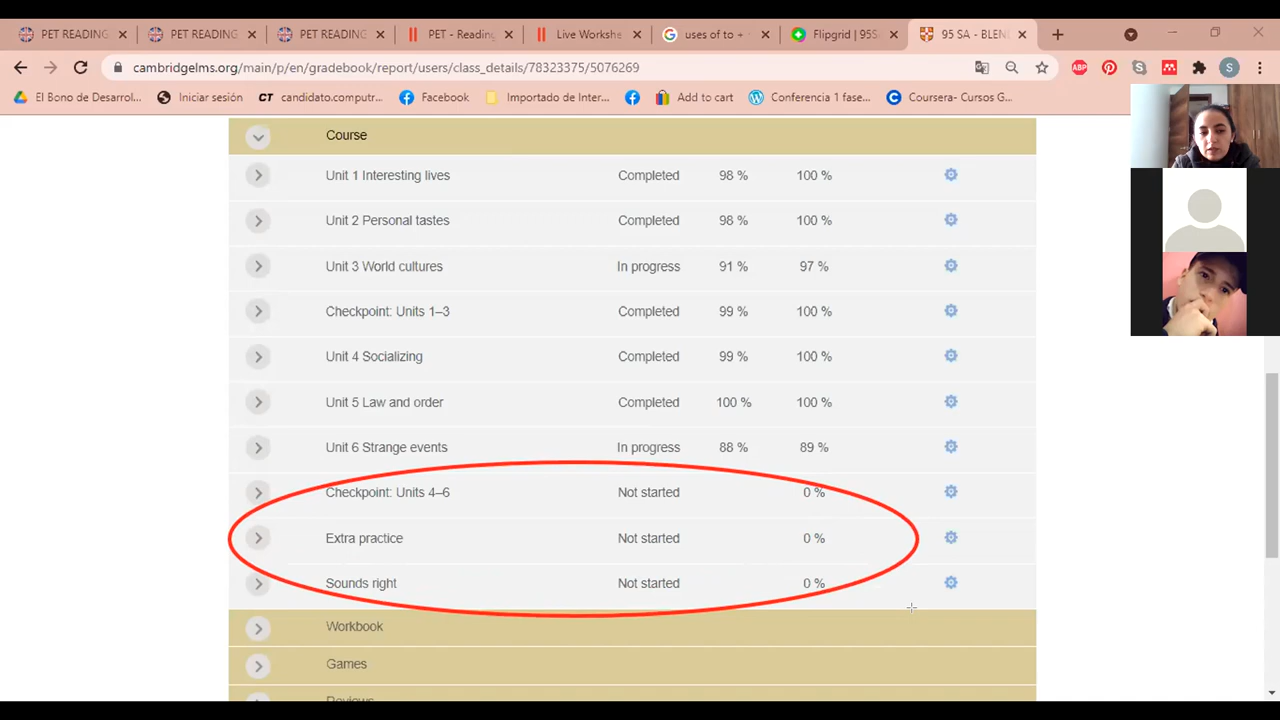 PET READING
PET READING
PET READING
PET - Reading
Live Workshe
uses of to +
Flipgrid | 95S
95 SA - BLEN
cambridgelms.org/main/p/en/gradebook/report/users/class_details/78323375/5076269
ABP
S
El Bono de Desarrol...
Iniciar sesión
CT candidato.computr...
Facebook
Importado de Inter...
Add to cart
Conferencia 1 fase...
C Coursera- Cursos G...
Course
Unit 1 Interesting lives Completed 98 % 100 %
Unit 2 Personal tastes Completed 98 % 100 %
Unit 3 World cultures In progress 91 % 97 %
Checkpoint: Units 1–3 Completed 99 % 100 %
Unit 4 Socializing Completed 99 % 100 %
Unit 5 Law and order Completed 100 % 100 %
Unit 6 Strange events In progress 88 % 89 %
Checkpoint: Units 4–6 Not started 0 %
Extra practice Not started 0 %
Sounds right Not started 0 %
Workbook
Games
Reviews